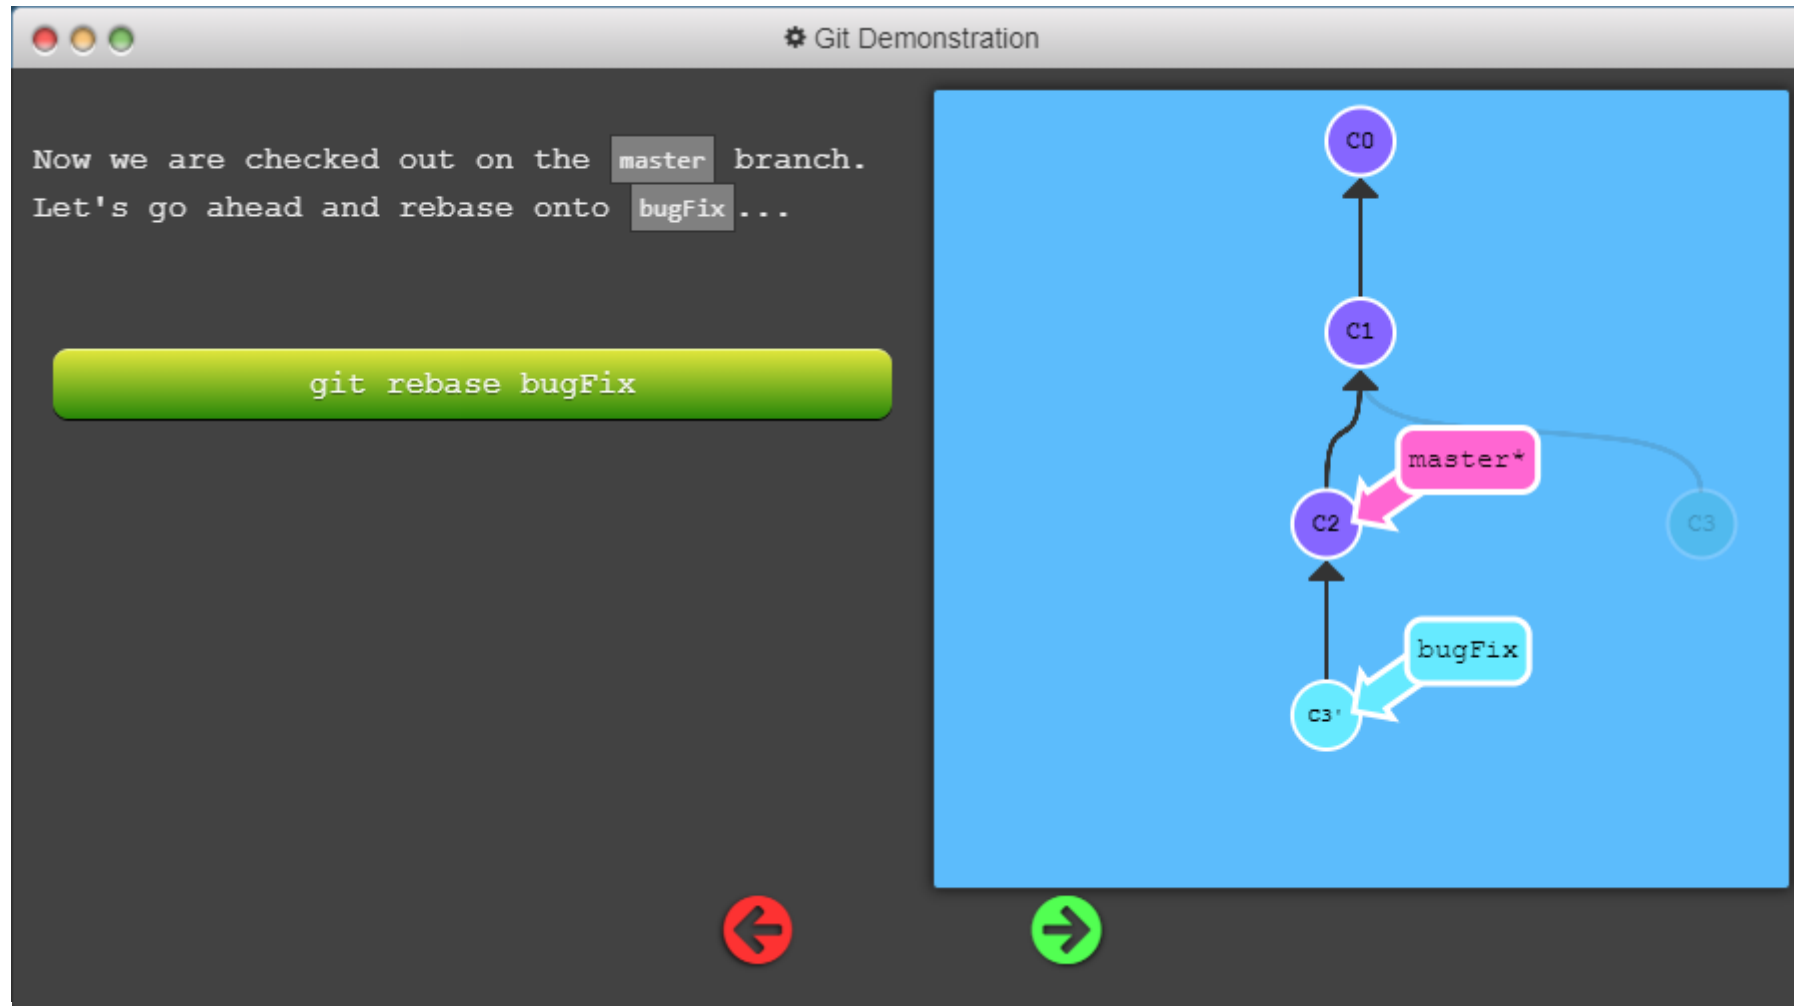 Git Demonstration
Now we are checked out on the master branch.
Let's go ahead and rebase onto bugFix...
git rebase bugFix
C0
C1
master*
C2
C3
bugFix
C3'